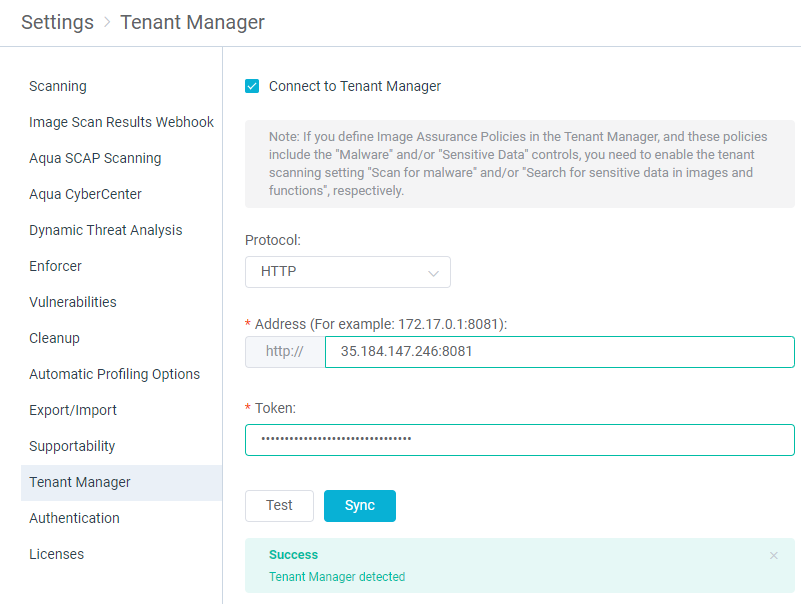 Settings > Tenant Manager
Scanning
Image Scan Results Webhook
Aqua SCAP Scanning
Aqua CyberCenter
Dynamic Threat Analysis
Enforcer
Vulnerabilities
Cleanup
Automatic Profiling Options
Export/Import
Supportability
Tenant Manager
Authentication
Licenses
Connect to Tenant Manager
Note: If you define Image Assurance Policies in the Tenant Manager, and these policies
include the "Malware" and/or "Sensitive Data" controls, you need to enable the tenant
scanning setting "Scan for malware" and/or "Search for sensitive data in images and
functions", respectively.
Protocol:
HTTP
* Address (For example: 172.17.0.1:8081):
http:// 35.184.147.246:8081
* Token:
••••••••••••••••••••••••••••••••
Test Sync
Success
Tenant Manager detected